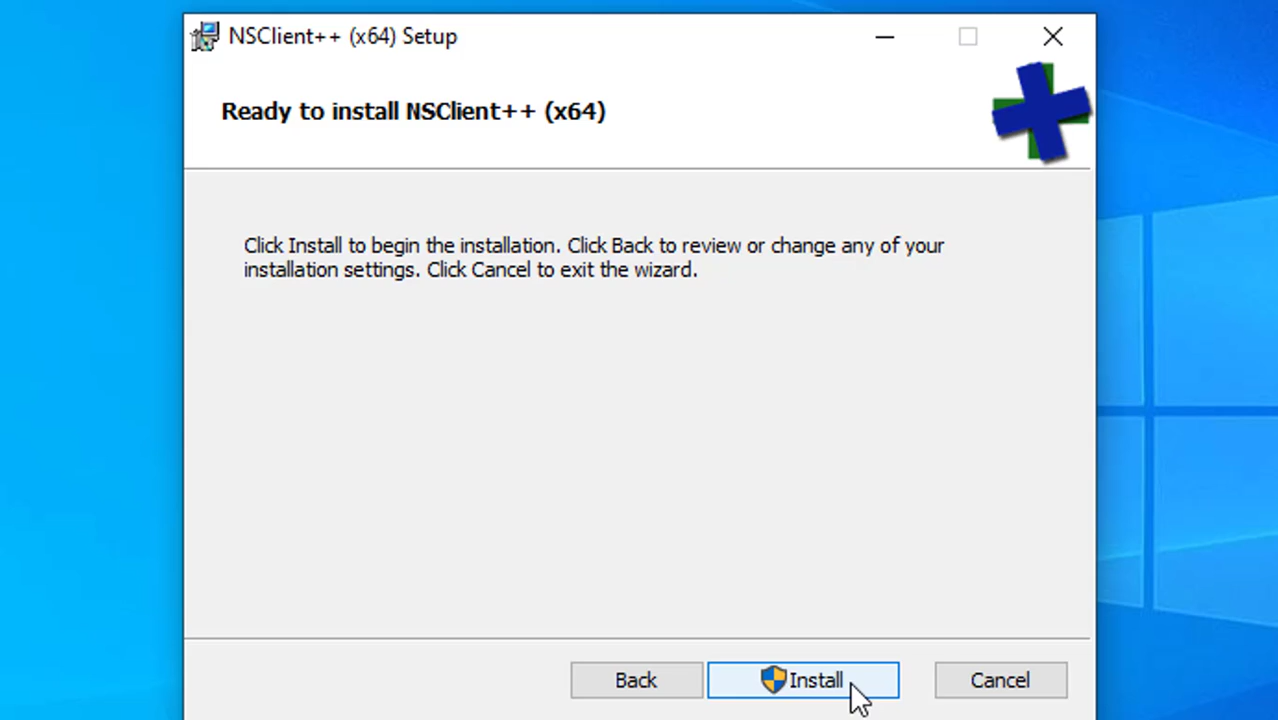 NSClient++ (x64) Setup
Ready to install NSClient++ (x64)
Click Install to begin the installation. Click Back to review or change any of your
installation settings. Click Cancel to exit the wizard.
Back
Install
Cancel